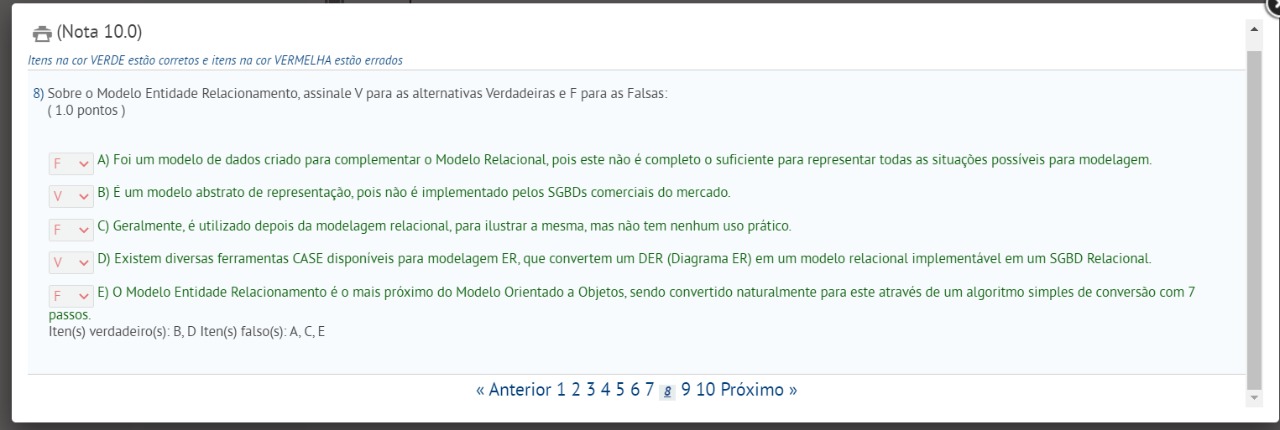 (Nota 10.0)
Itens na cor VERDE estão corretos e itens na cor VERMELHA estão errados
8) Sobre o Modelo Entidade Relacionamento, assinale V para as alternativas Verdadeiras e F para as Falsas:
( 1.0 pontos )
F A) Foi um modelo de dados criado para complementar o Modelo Relacional, pois este não é completo o suficiente para representar todas as situações possíveis para modelagem.
V B) É um modelo abstrato de representação, pois não é implementado pelos SGBDs comerciais do mercado.
F C) Geralmente, é utilizado depois da modelagem relacional, para ilustrar a mesma, mas não tem nenhum uso prático.
V D) Existem diversas ferramentas CASE disponíveis para modelagem ER, que convertem um DER (Diagrama ER) em um modelo relacional implementável em um SGBD Relacional.
F E) O Modelo Entidade Relacionamento é o mais próximo do Modelo Orientado a Objetos, sendo convertido naturalmente para este através de um algoritmo simples de conversão com 7
passos.
Iten(s) verdadeiro(s): B, D Iten(s) falso(s): A, C, E
« Anterior 1 2 3 4 5 6 7 8 9 10 Próximo »